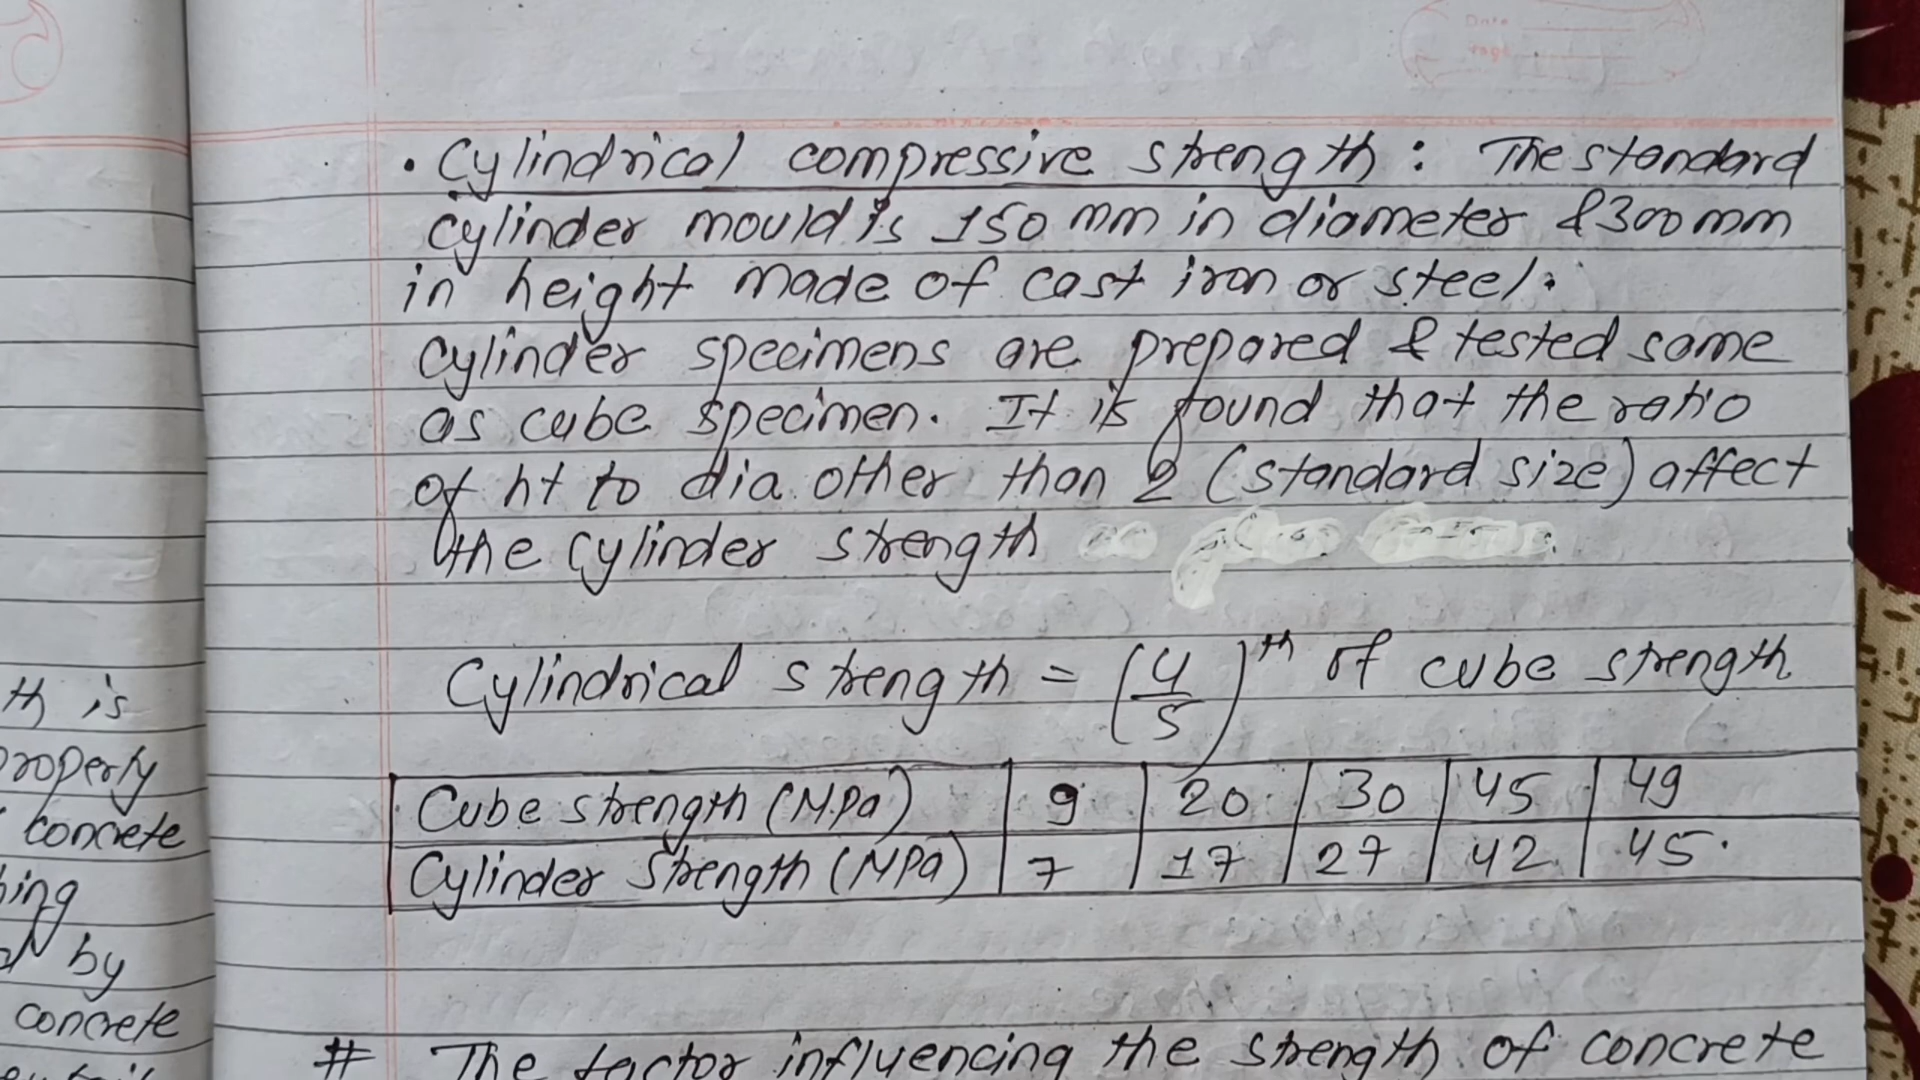 Date
Page
• Cylindrical compressive strength : The standard
cylinder mould is 150 mm in diameter & 300 mm
in height made of cast iron or steel.
Cylinder specimens are prepared & tested same
as cube specimen. It is found that the ratio
of ht to dia. other than 2 (standard size) affect
the cylinder strength
Cylindrical strength = (4/5)th of cube strength
Cube strength (MPa) 9 20 30 45 49
Cylinder strength (MPa) 7 17 27 42 45.
# The factor influencing the strength of concrete
th is
property
concrete
by
concrete